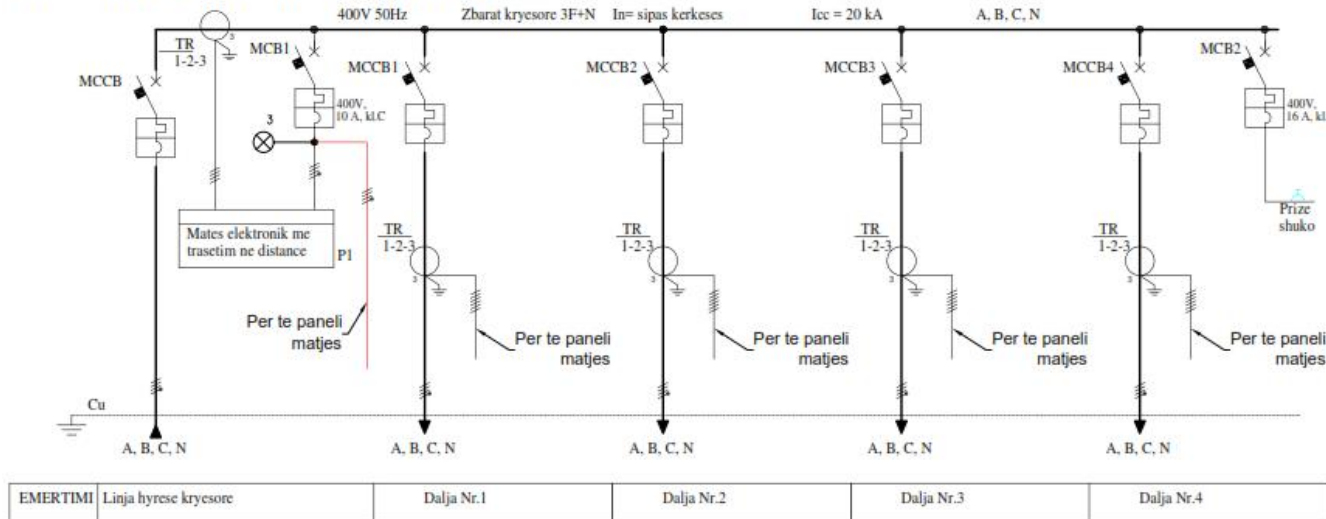 400V 50Hz Zbarat kryesore 3F+N In= sipas kerkeses Icc = 20 kA A, B, C, N
TR
1-2-3
3
MCCB
MCB1
400V,
10 A, kl.C
3
MCCB1
MCCB2
MCCB3
MCCB4
MCB2
400V,
16 A, kl
Prize
shuko
Mates elektronik me
trasetim ne distance
P1
TR
1-2-3
3
TR
1-2-3
3
TR
1-2-3
3
TR
1-2-3
3
Per te paneli
matjes
Per te paneli
matjes
Per te paneli
matjes
Per te paneli
matjes
Per te paneli
matjes
Cu
A, B, C, N
A, B, C, N
A, B, C, N
A, B, C, N
A, B, C, N
EMERTIMI Linja hyrese kryesore Dalja Nr.1 Dalja Nr.2 Dalja Nr.3 Dalja Nr.4